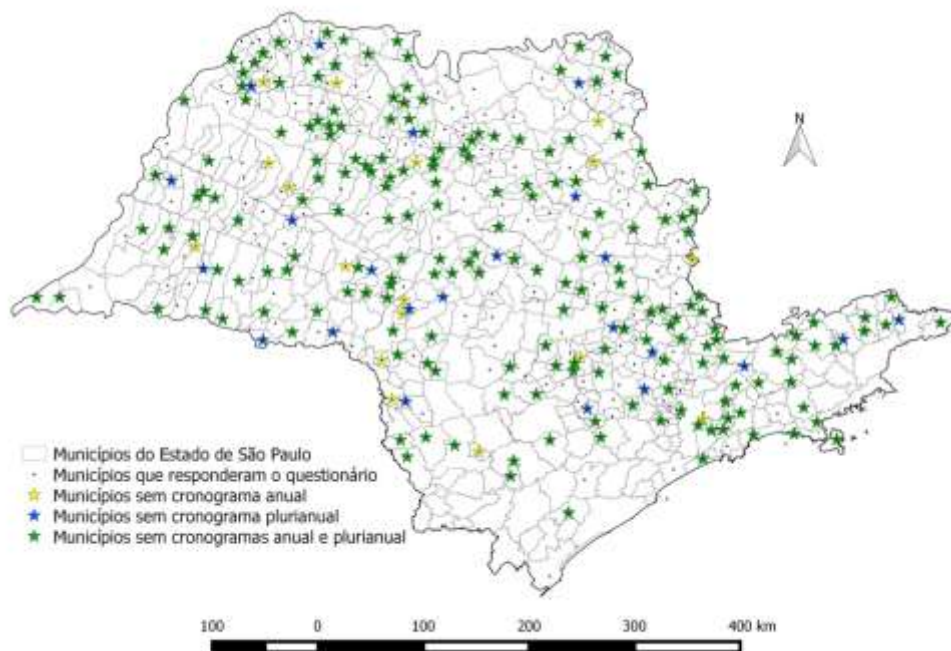 N
Municípios do Estado de São Paulo
Municípios que responderam o questionário
Municípios sem cronograma anual
Municípios sem cronograma plurianual
Municípios sem cronogramas anual e plurianual
100 0 100 200 300 400 km